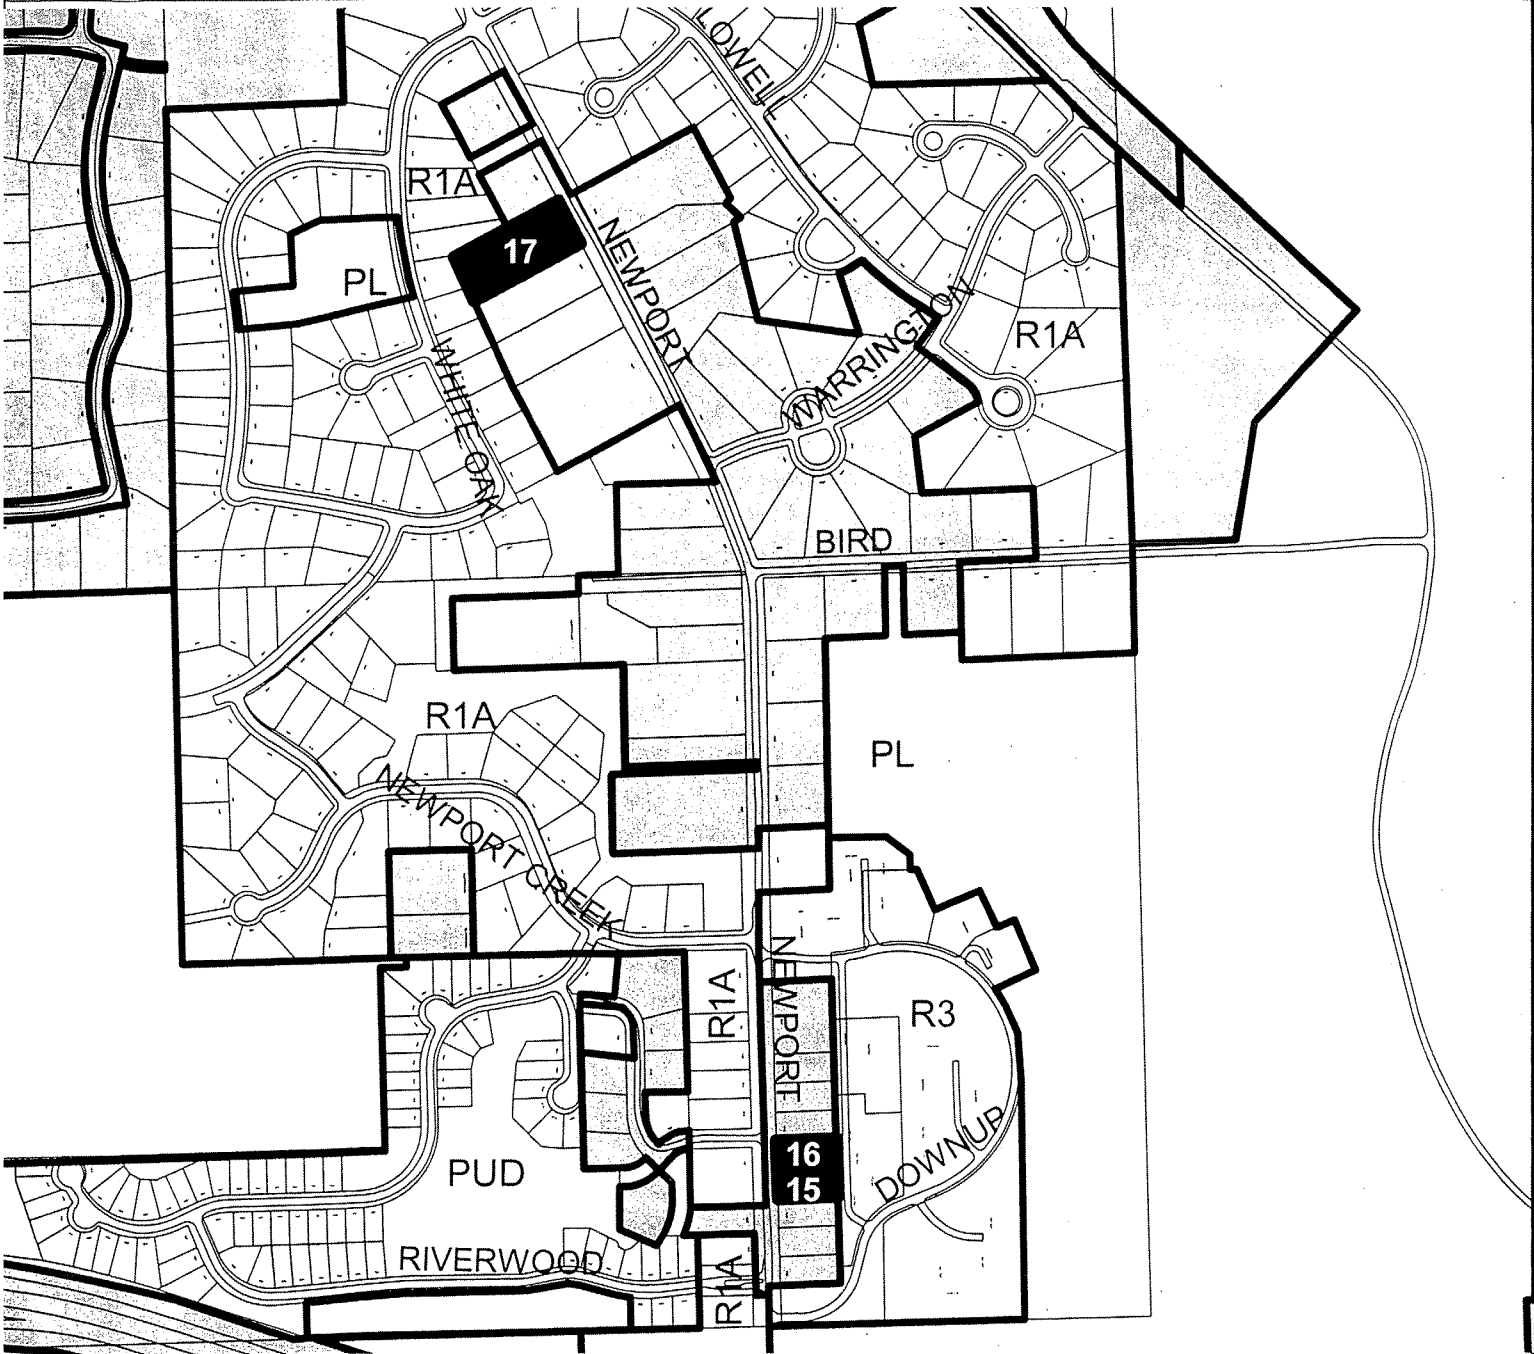 LOWELL
R1A
17
NEWPORT
PL
WARRINGTON
R1A
WHITE OAK
BIRD
R1A
PL
NEWPORT CREEK
NEWPORT
R1A
R3
16
15
DOWNUP
PUD
RIVERWOOD
R1A